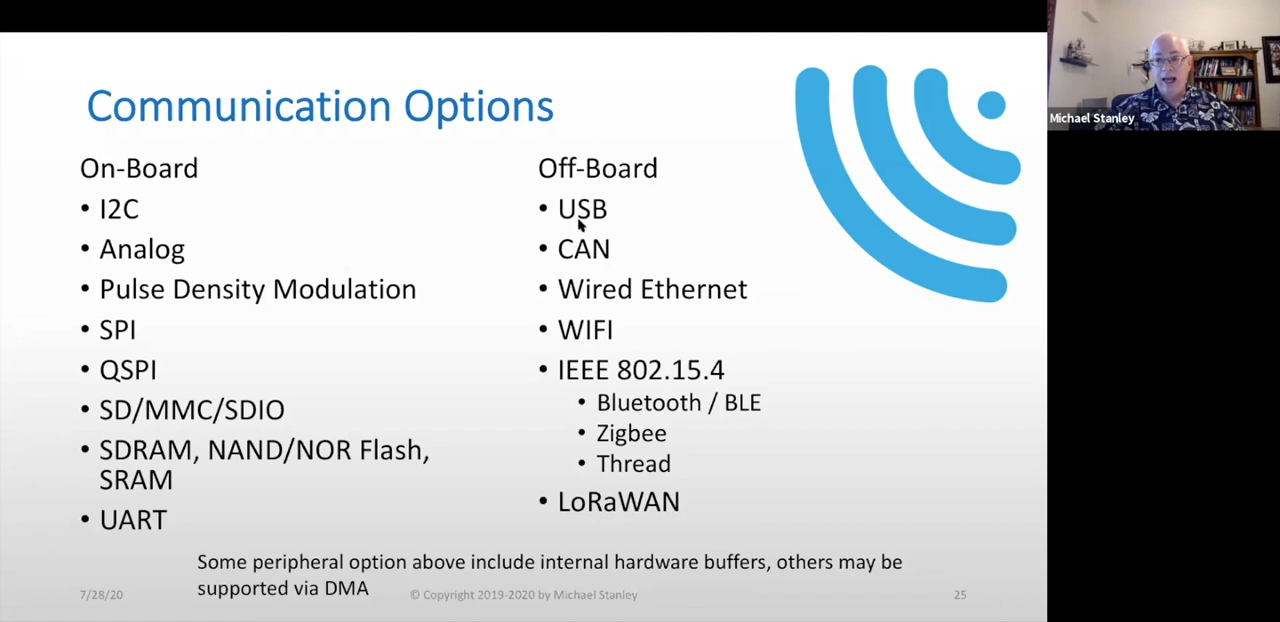 Communication Options
On-Board
• I2C
• Analog
• Pulse Density Modulation
• SPI
• QSPI
• SD/MMC/SDIO
• SDRAM, NAND/NOR Flash,
SRAM
• UART
Off-Board
• USB
• CAN
• Wired Ethernet
• WIFI
• IEEE 802.15.4
• Bluetooth / BLE
• Zigbee
• Thread
• LoRaWAN
Some peripheral option above include internal hardware buffers, others may
supported via DMA
7/28/20
© Copyright 2019-2020 by Michael Stanley
25
Michael Stanley